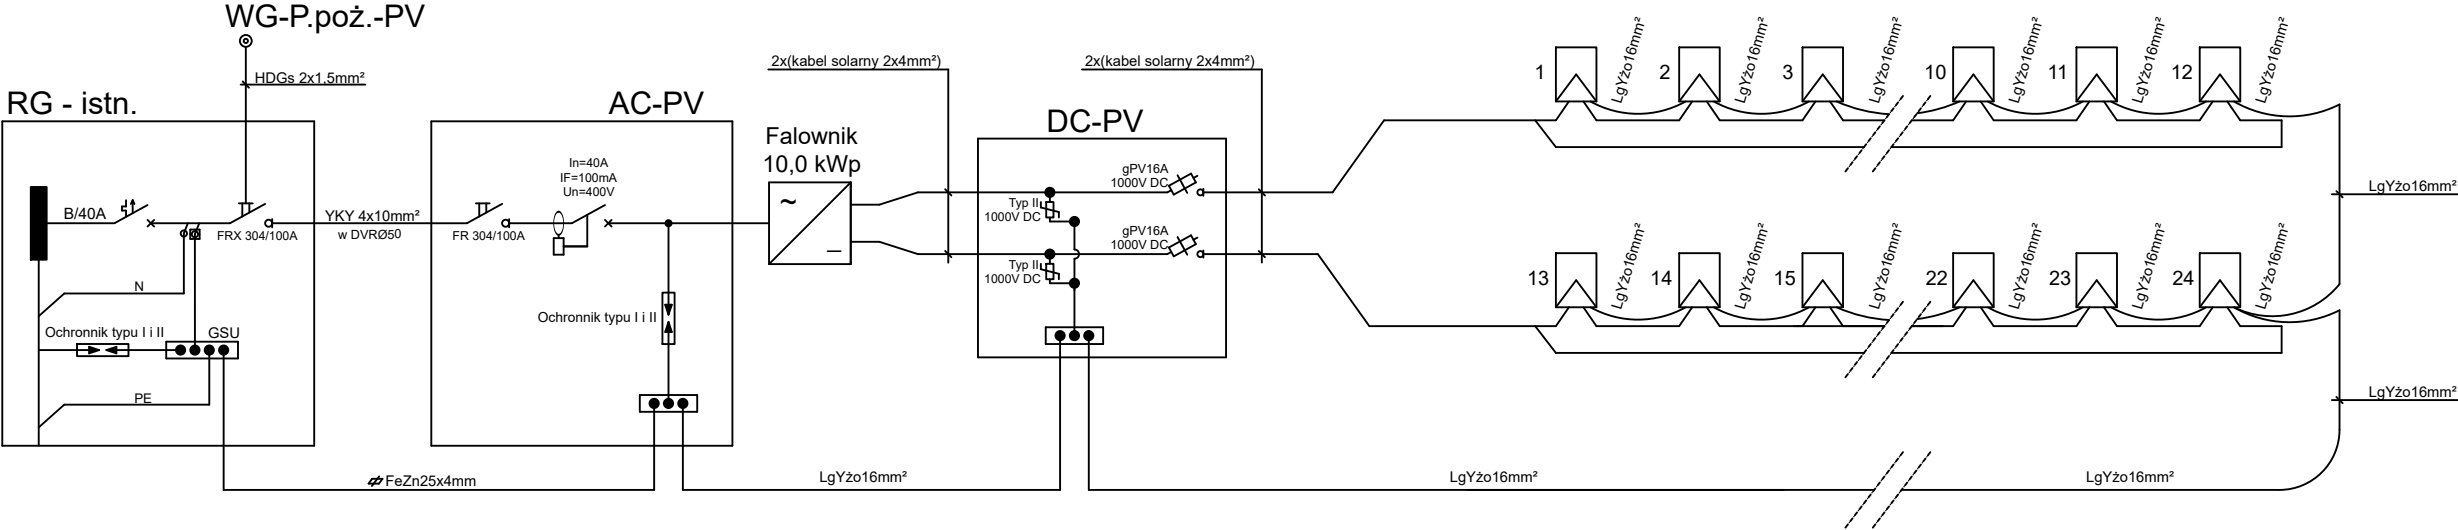 WG-P.poż.-PV
HDGs 2x1,5mm²
RG - istn.
B/40A
FRX 304/100A
N
Ochronnik typu I i II
GSU
PE
YKY 4x10mm²
w DVRØ50
FeZn25x4mm
AC-PV
In=40A
IF=100mA
Un=400V
FR 304/100A
Ochronnik typu I i II
Falownik
10,0 kWp
~
–
2x(kabel solarny 2x4mm²)
LgYżo16mm²
DC-PV
2x(kabel solarny 2x4mm²)
gPV16A
1000V DC
Typ II
1000V DC
gPV16A
1000V DC
Typ II
1000V DC
1
LgYżo16mm²
2
LgYżo16mm²
3
LgYżo16mm²
10
LgYżo16mm²
11
LgYżo16mm²
12
LgYżo16mm²
LgYżo16mm²
13
LgYżo16mm²
14
LgYżo16mm²
15
LgYżo16mm²
22
LgYżo16mm²
23
LgYżo16mm²
24
LgYżo16mm²
LgYżo16mm²
LgYżo16mm²
LgYżo16mm²